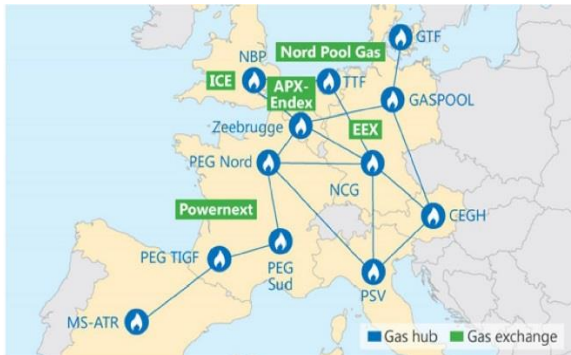 GTF
Nord Pool Gas
NBP
ICE
TTF
APX-
Endex
GASPOOL
Zeebrugge
EEX
PEG Nord
NCG
Powernext
CEGH
PEG TIGF
PEG
Sud
PSV
MS-ATR
Gas hub
Gas exchange